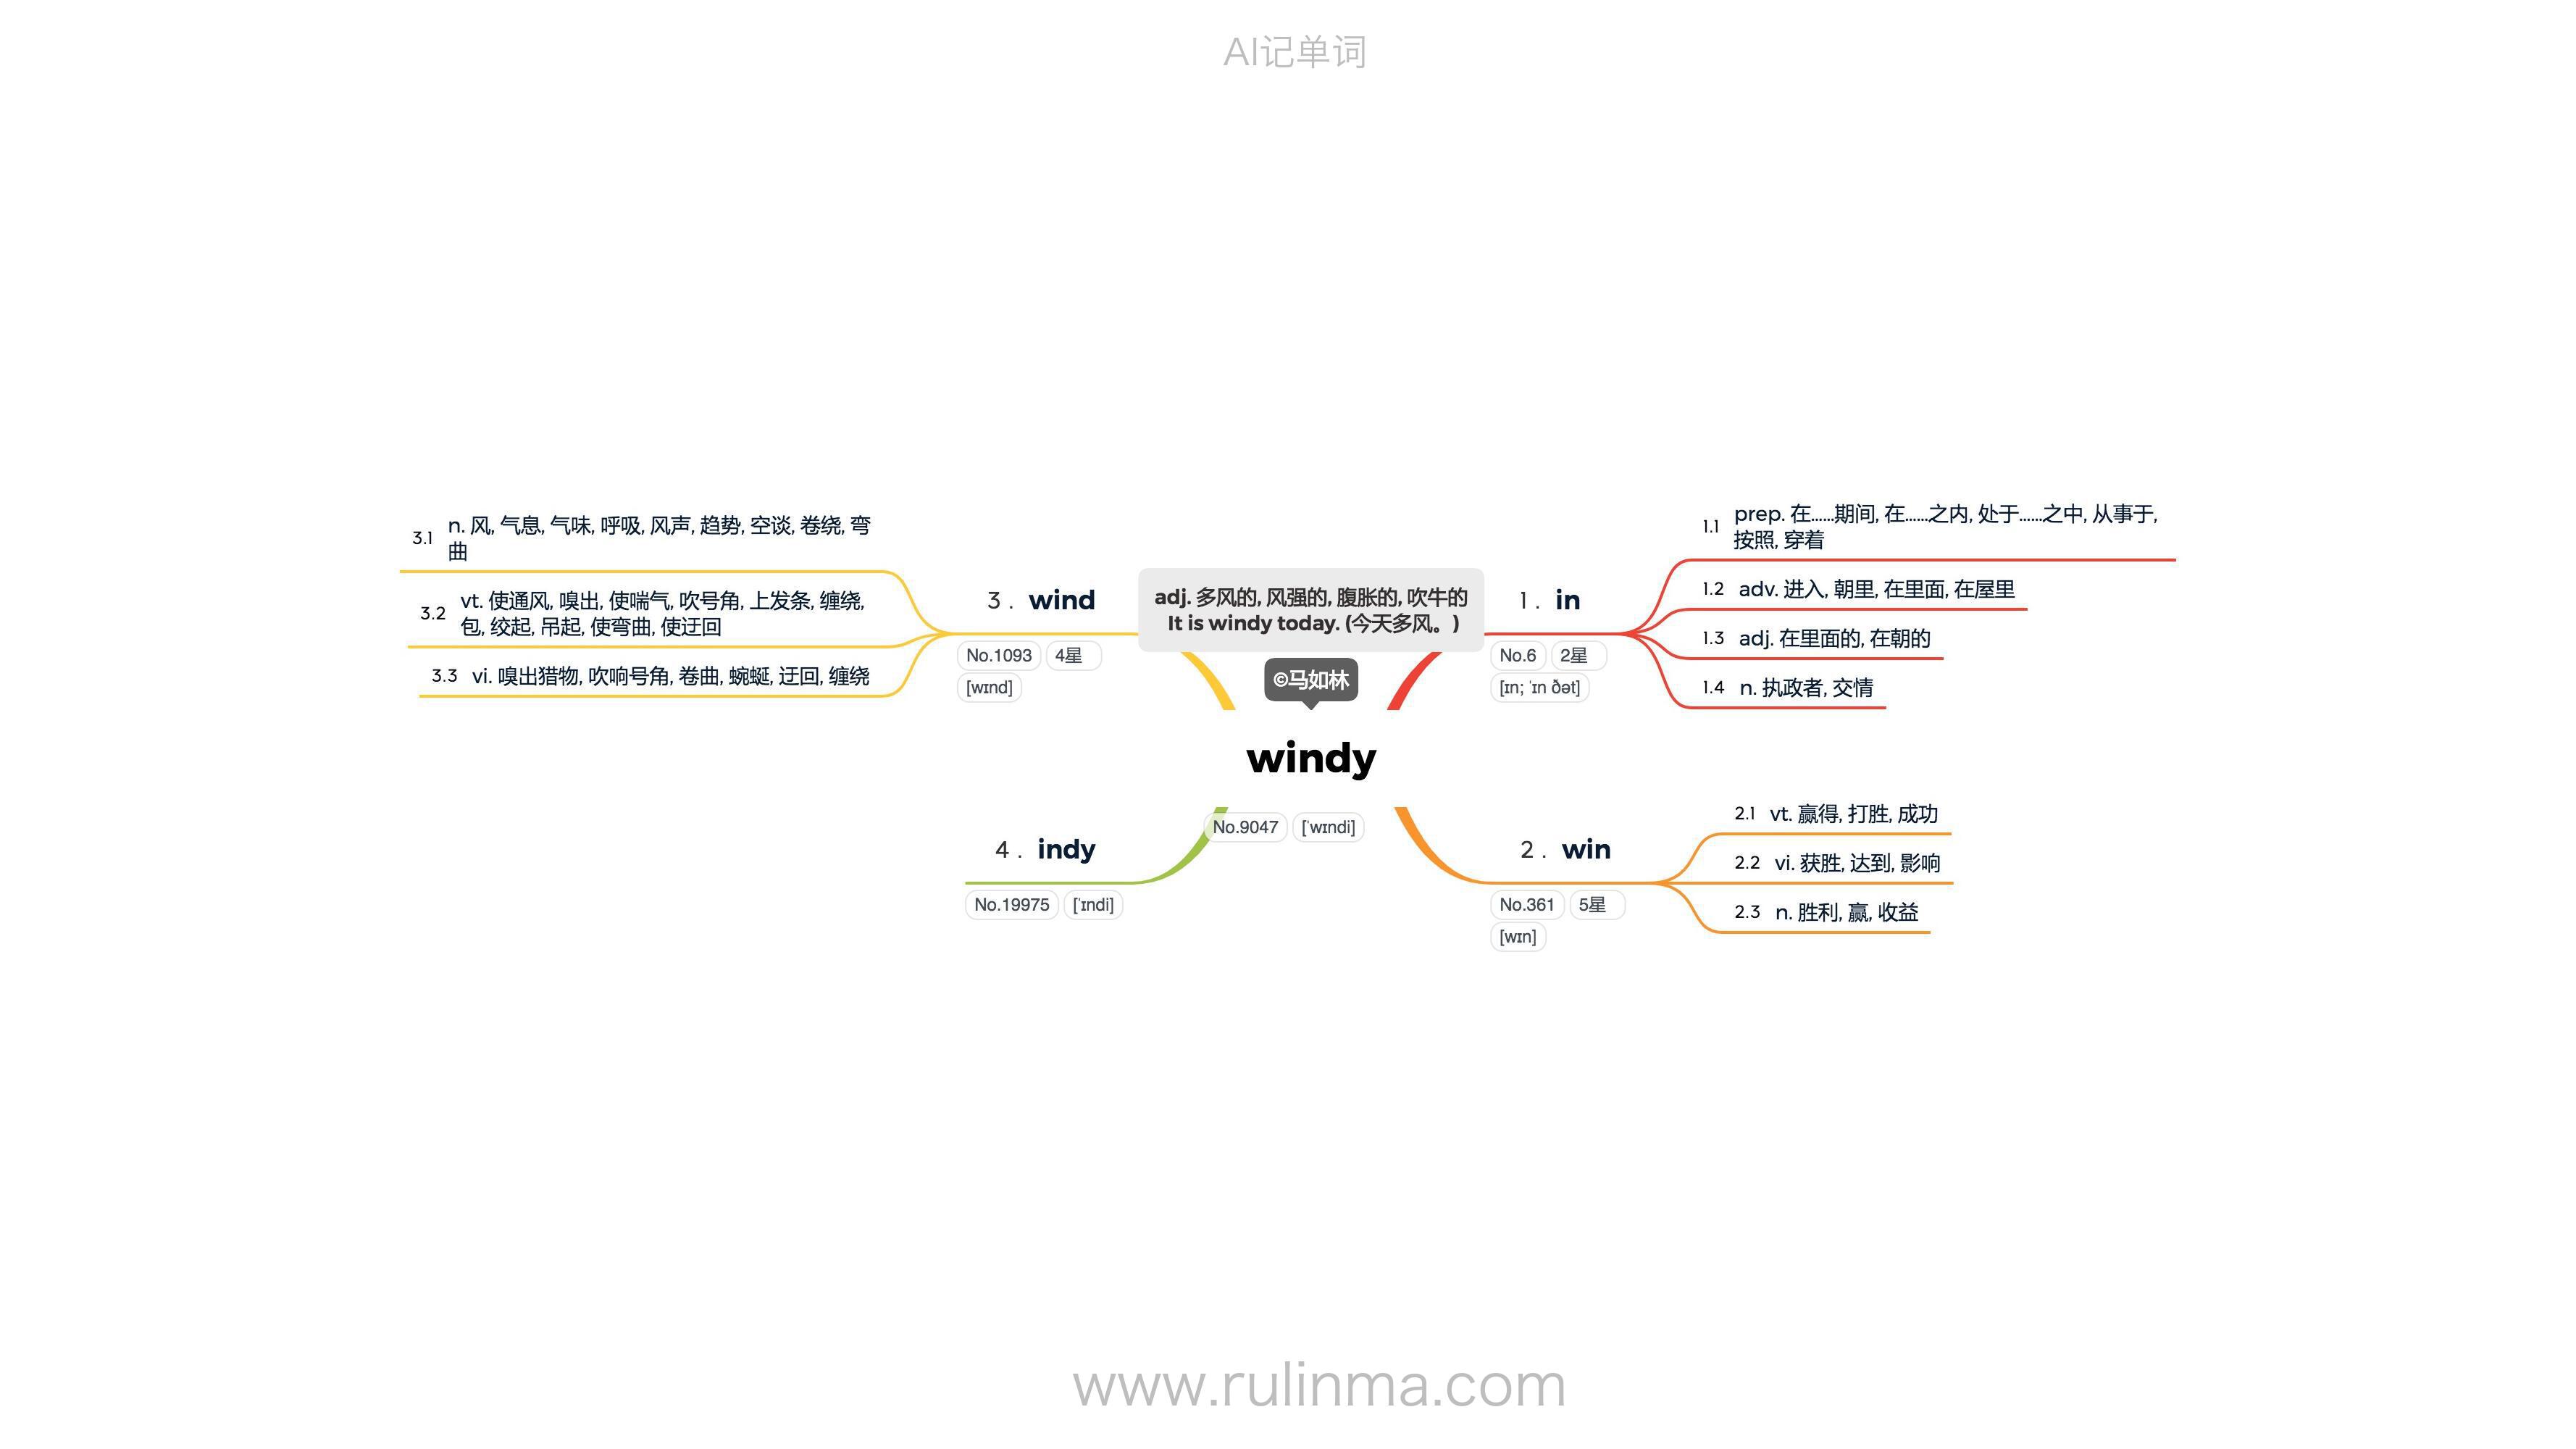 AI记单词
adj. 多风的, 风强的, 腹胀的, 吹牛的
It is windy today. (今天多风。)
©马如林
windy
No.9047 [ˈwɪndi]
1. in
No.6 2星
[ɪn; ˈɪn ðət]
1.1 prep. 在……期间, 在……之内, 处于……之中, 从事于,
按照, 穿着
1.2 adv. 进入, 朝里, 在里面, 在屋里
1.3 adj. 在里面的, 在朝的
1.4 n. 执政者, 交情
2. win
No.361 5星
[wɪn]
2.1 vt. 赢得, 打胜, 成功
2.2 vi. 获胜, 达到, 影响
2.3 n. 胜利, 赢, 收益
3. wind
No.1093 4星
[wɪnd]
3.1 n. 风, 气息, 气味, 呼吸, 风声, 趋势, 空谈, 卷绕, 弯
曲
3.2 vt. 使通风, 嗅出, 使喘气, 吹号角, 上发条, 缠绕,
包, 绞起, 吊起, 使弯曲, 使迂回
3.3 vi. 嗅出猎物, 吹响号角, 卷曲, 蜿蜒, 迂回, 缠绕
4. indy
No.19975 [ˈɪndi]
www.rulinma.com